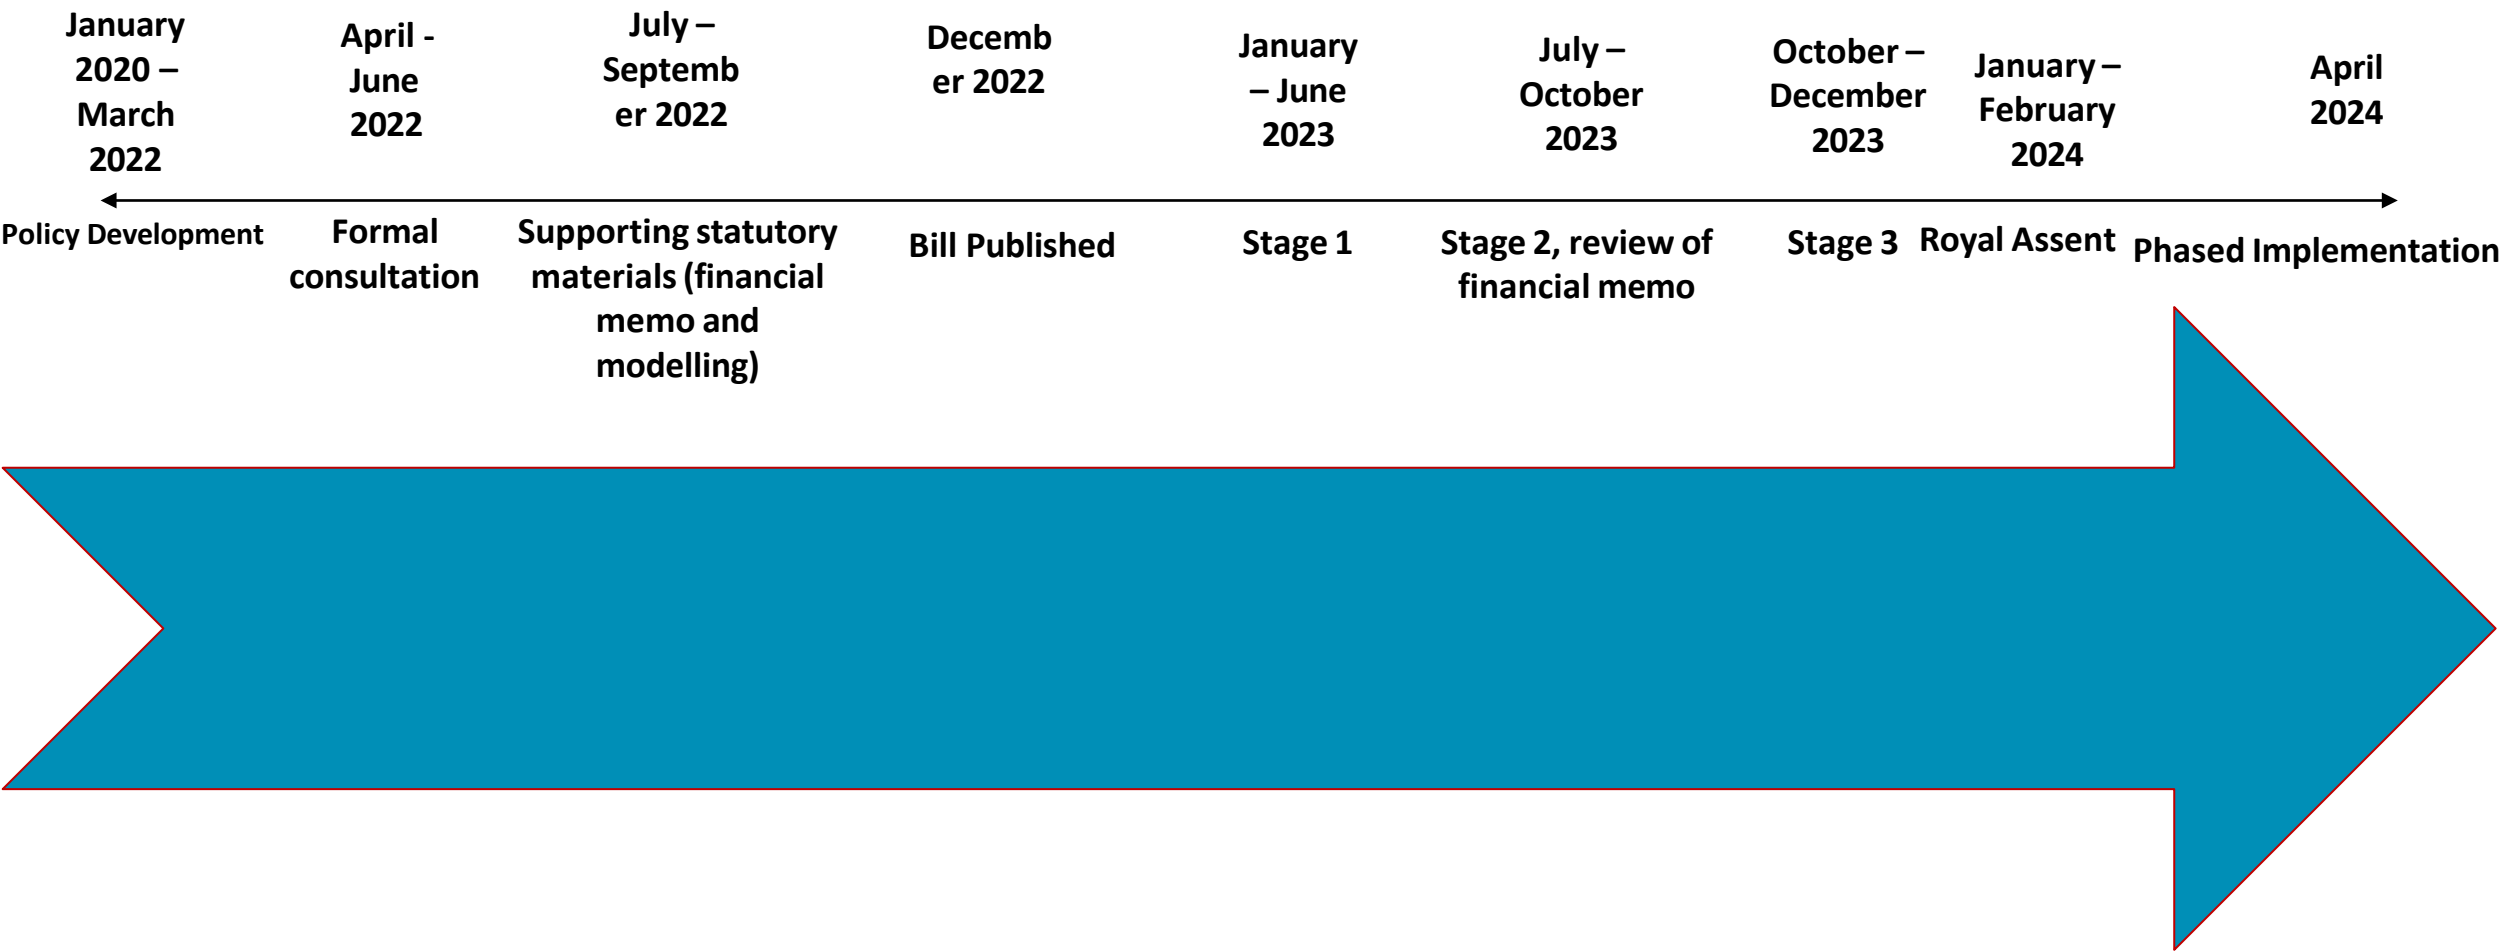 January
2020 –
March
2022
April -
June
2022
July –
Septemb
er 2022
Decemb
er 2022
January
– June
2023
July –
October
2023
October –
December
2023
January –
February
2024
April
2024
Policy Development
Formal
consultation
Supporting statutory
materials (financial
memo and
modelling)
Bill Published
Stage 1
Stage 2, review of
financial memo
Stage 3
Royal Assent
Phased Implementation